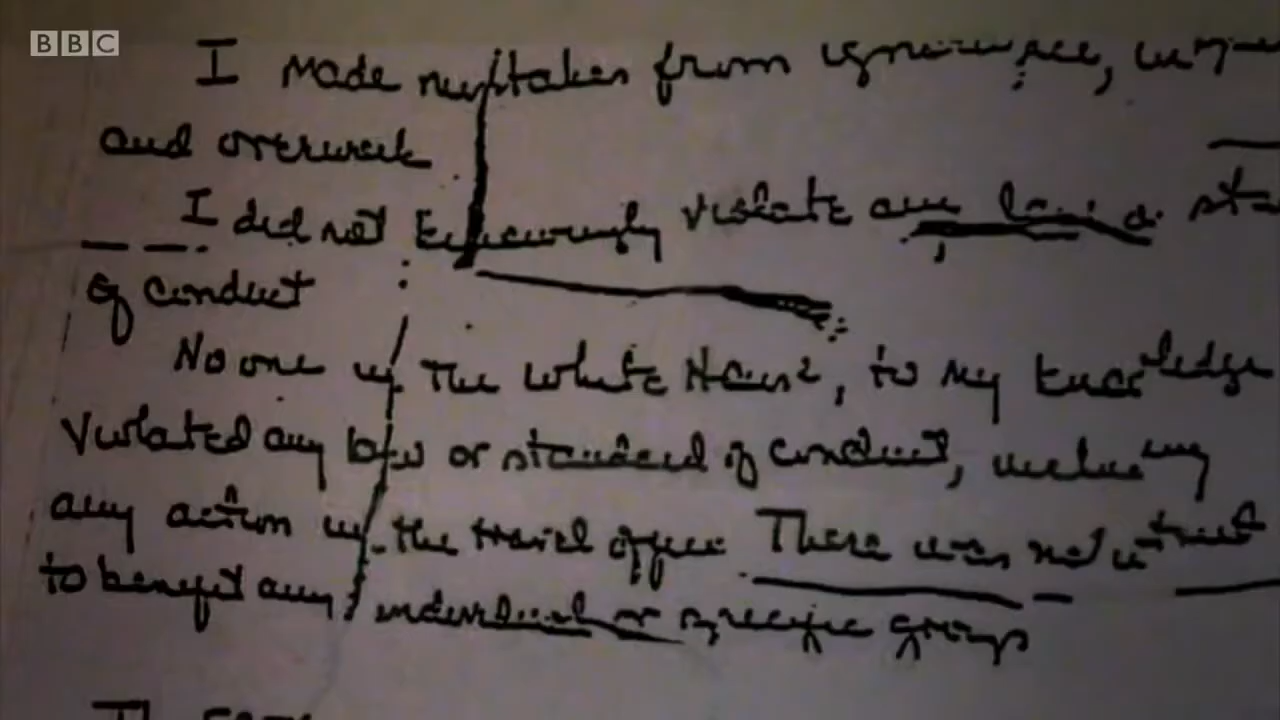 BBC
I made mistakes from
and overwork
I did not knowingly violate any law or
of conduct
No one in The White House, to my knowledge
violated any law or standard of conduct, including
any action in the travel office. There was no intent
to benefit any individual or specific group